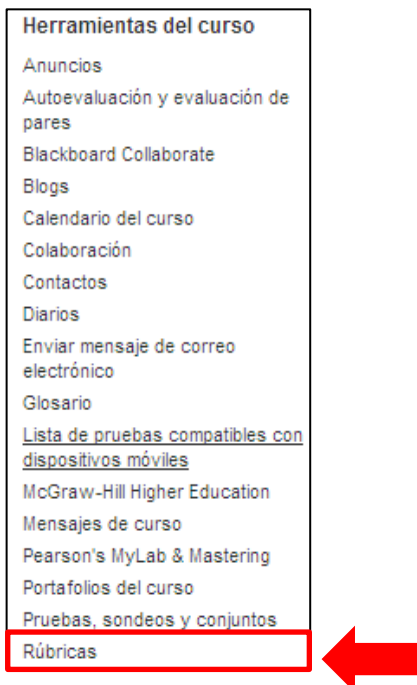 Herramientas del curso
Anuncios
Autoevaluación y evaluación de
pares
Blackboard Collaborate
Blogs
Calendario del curso
Colaboración
Contactos
Diarios
Enviar mensaje de correo
electrónico
Glosario
Lista de pruebas compatibles con
dispositivos móviles
McGraw-Hill Higher Education
Mensajes de curso
Pearson's MyLab & Mastering
Portafolios del curso
Pruebas, sondeos y conjuntos
Rúbricas